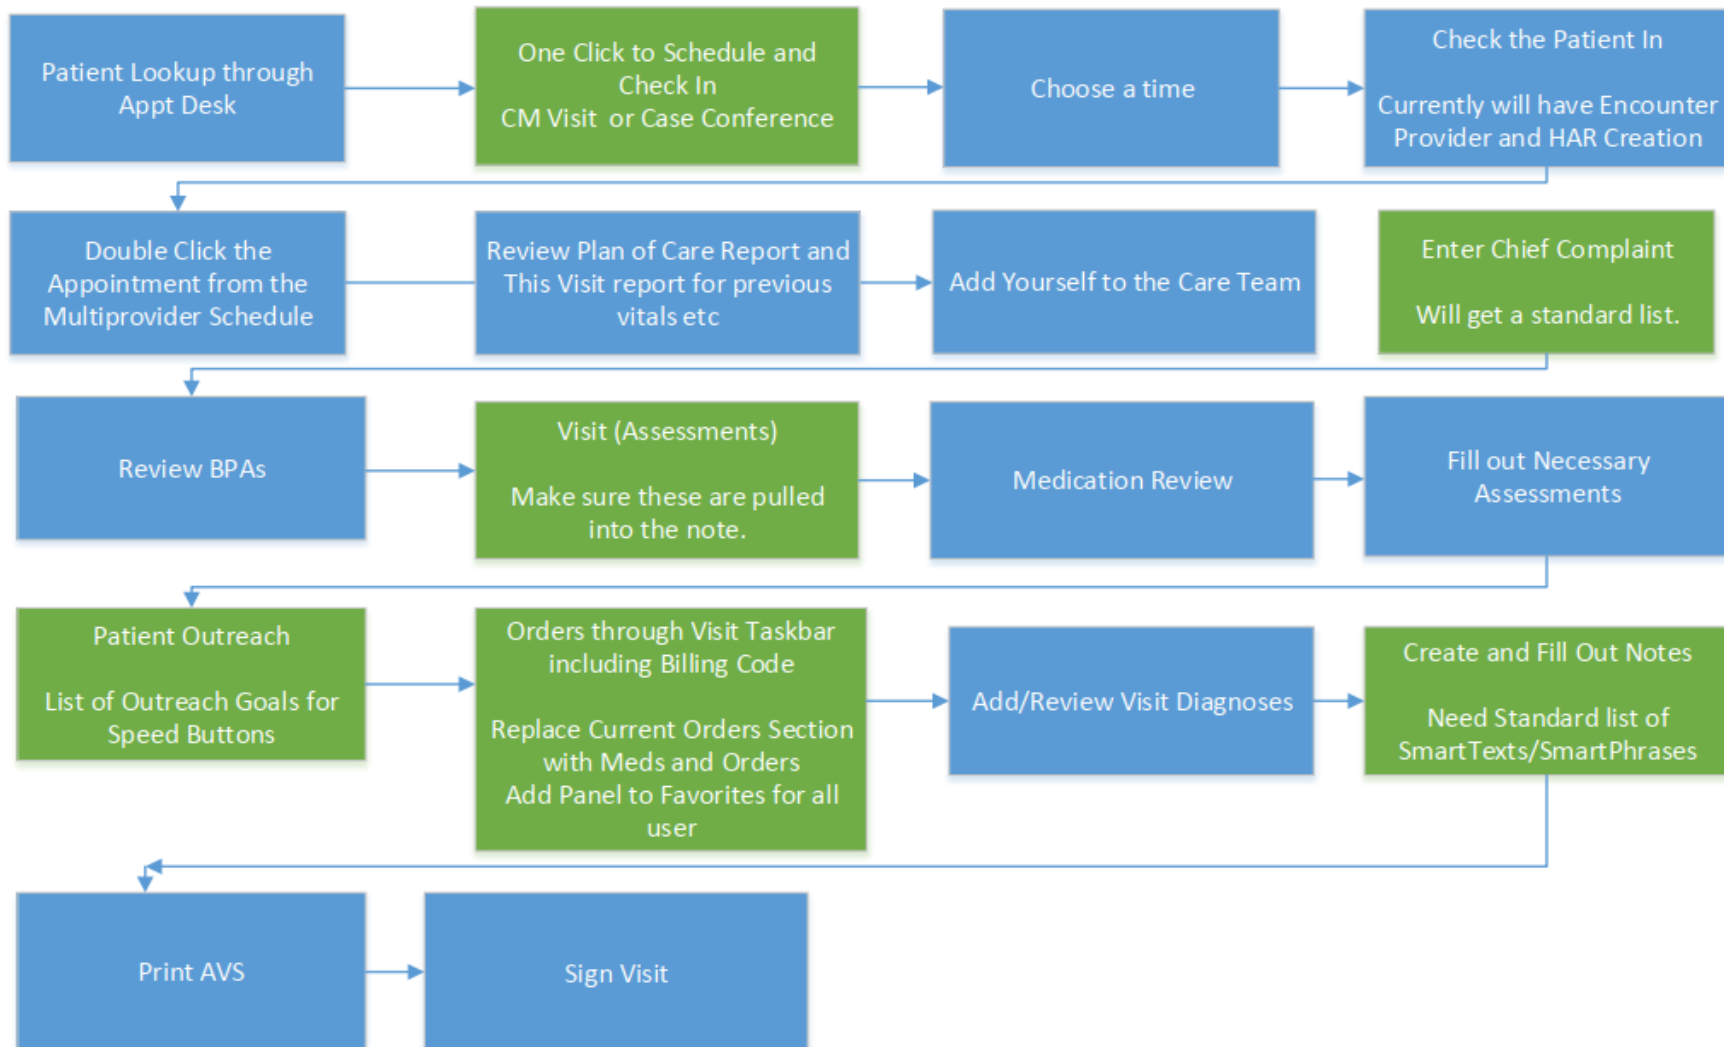 Patient Lookup through
Appt Desk
One Click to Schedule and
Check In
CM Visit or Case Conference
Choose a time
Check the Patient In
Currently will have Encounter
Provider and HAR Creation
Double Click the
Appointment from the
Multiprovider Schedule
Review Plan of Care Report and
This Visit report for previous
vitals etc
Add Yourself to the Care Team
Enter Chief Complaint
Will get a standard list.
Review BPAs
Visit (Assessments)
Make sure these are pulled
into the note.
Medication Review
Fill out Necessary
Assessments
Patient Outreach
List of Outreach Goals for
Speed Buttons
Orders through Visit Taskbar
including Billing Code
Replace Current Orders Section
with Meds and Orders
Add Panel to Favorites for all
user
Add/Review Visit Diagnoses
Create and Fill Out Notes
Need Standard list of
SmartTexts/SmartPhrases
Print AVS
Sign Visit